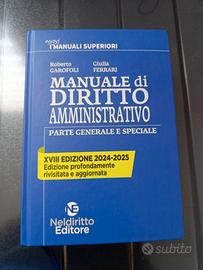 i MANUALI SUPERIORI
Roberto Giulia
GAROFOLI FERRARI
MANUALE di
DIRITTO
AMMINISTRATIVO
PARTE GENERALE E SPECIALE
XVIII EDIZIONE 2024-2025
Edizione profondamente
rivisitata e aggiornata
NE
Neldiritto
Editore
subito